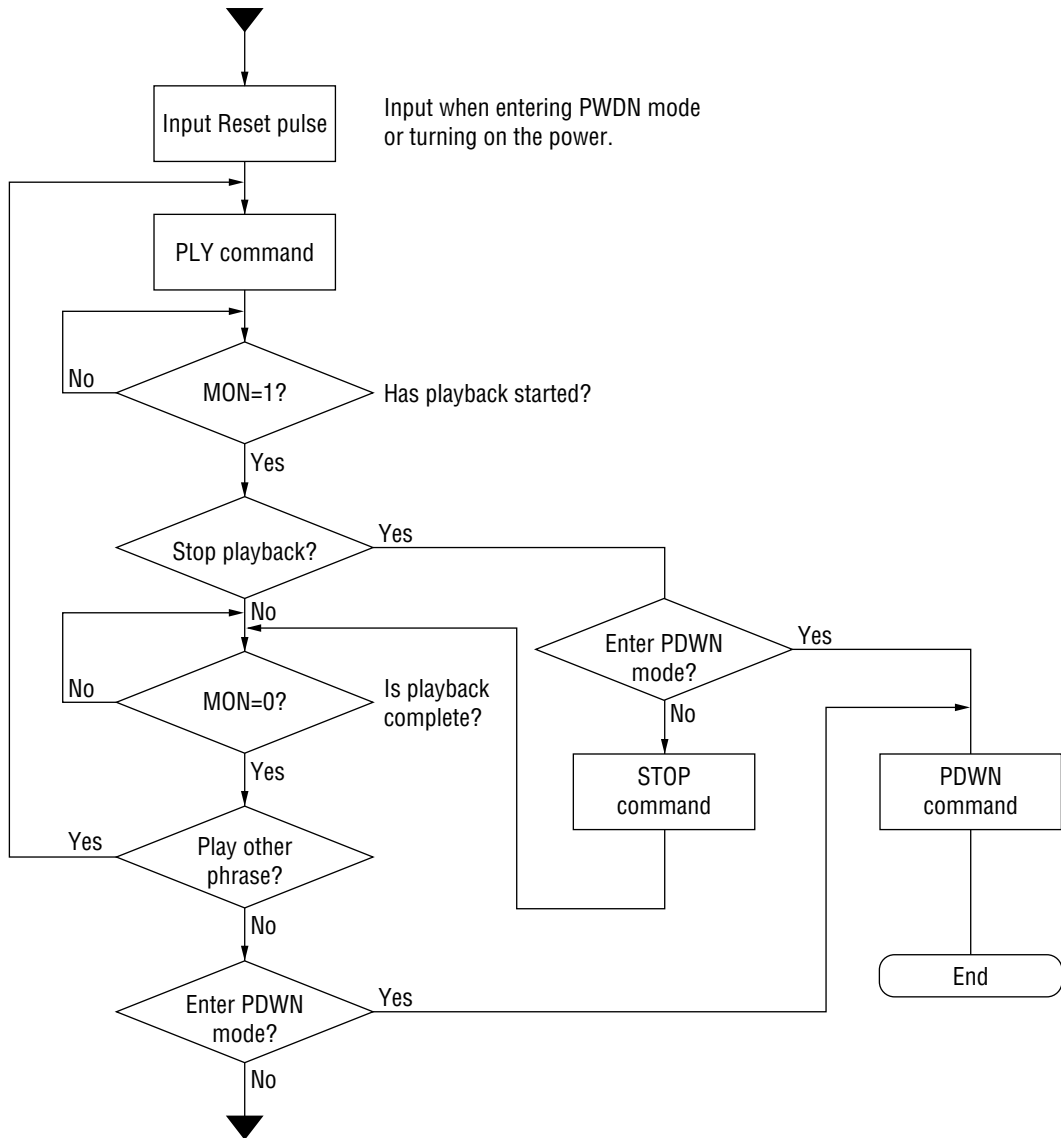 Input Reset pulse
Input when entering PWDN mode
or turning on the power.
PLY command
No
MON=1?
Has playback started?
Yes
Stop playback?
Yes
No
Enter PDWN
mode?
Yes
No
MON=0?
Is playback
complete?
No
Yes
STOP
command
PDWN
command
Yes
Play other
phrase?
No
Enter PDWN
mode?
Yes
End
No